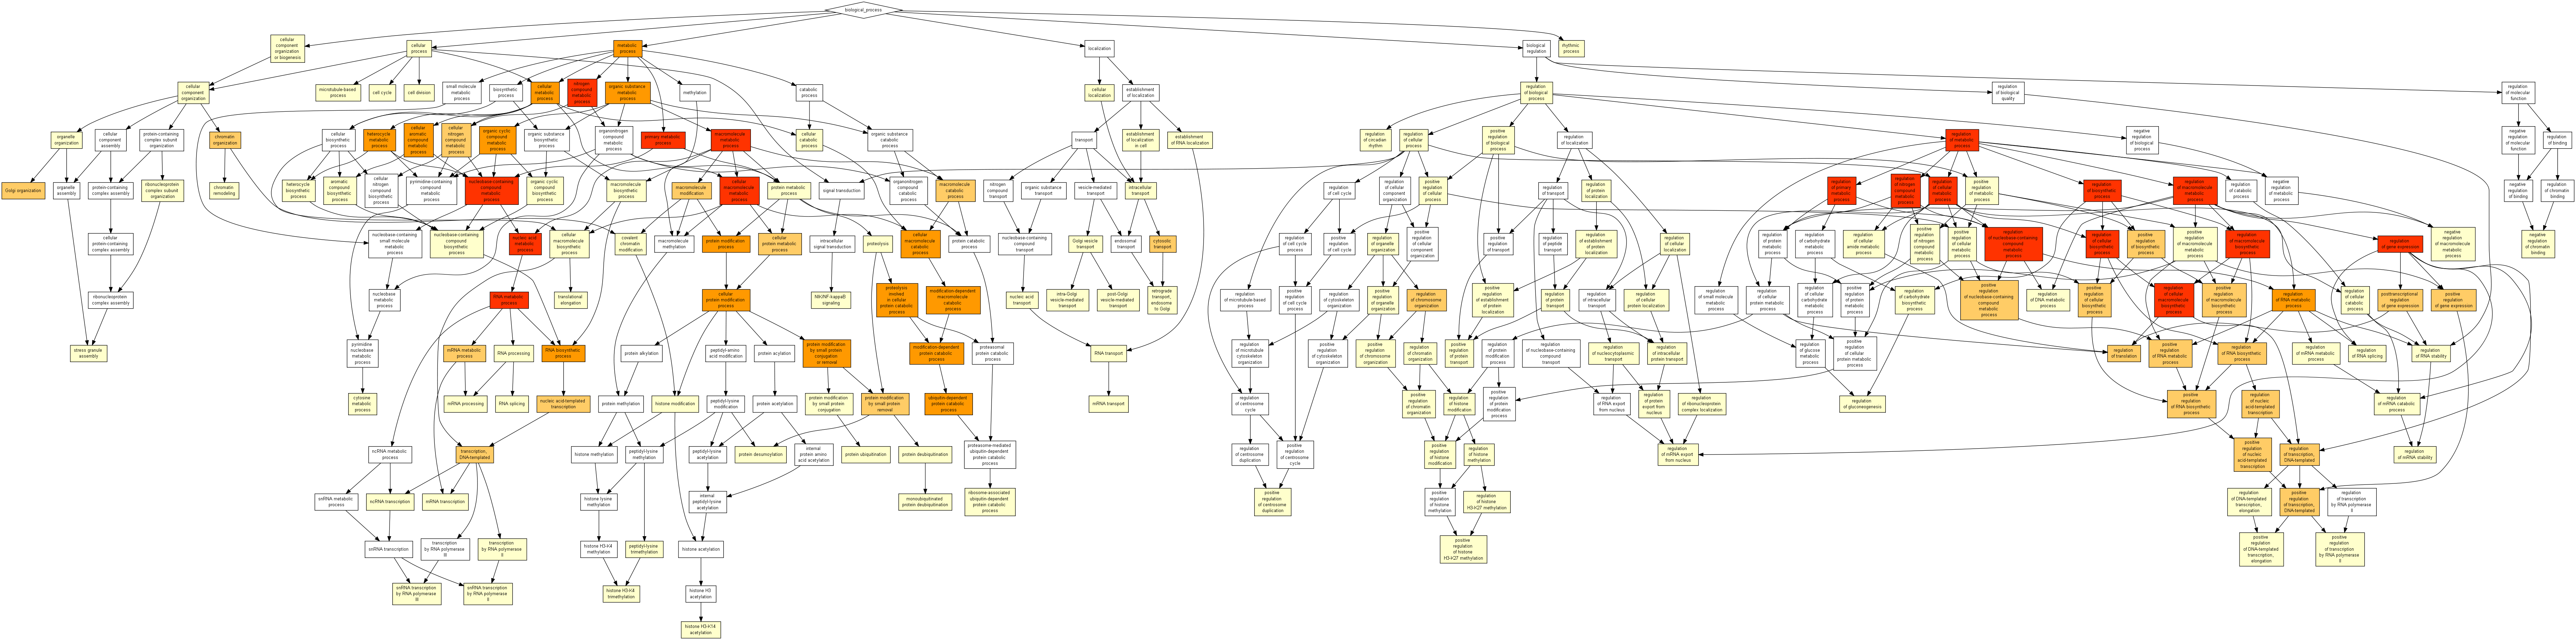 biological_process
cellular
component
organization
or biogenesis
cellular
process
metabolic
process
localization
biological
regulation
rhythmic
process
cellular
component
organization
microtubule-based
process
cell cycle
cell division
small molecule
metabolic
process
biosynthetic
process
cellular
metabolic
process
nitrogen
compound
metabolic
process
organic substance
metabolic
process
methylation
catabolic
process
cellular
localization
establishment
of localization
regulation
of biological
process
regulation
of biological
quality
regulation
of molecular
function
organelle
organization
cellular
component
assembly
protein-containing
complex subunit
organization
chromatin
organization
cellular
biosynthetic
process
heterocycle
metabolic
process
cellular
aromatic
compound
metabolic
process
cellular
nitrogen
compound
metabolic
process
organic cyclic
compound
metabolic
process
organic substance
biosynthetic
process
organonitrogen
compound
metabolic
process
primary metabolic
process
macromolecule
metabolic
process
cellular
catabolic
process
organic substance
catabolic
process
transport
establishment
of localization
in cell
establishment
of RNA localization
regulation
of circadian
rhythm
regulation
of cellular
process
positive
regulation
of biological
process
regulation
of localization
regulation
of metabolic
process
negative
regulation
of biological
process
negative
regulation
of molecular
function
regulation
of binding
Golgi organization
organelle
assembly
protein-containing
complex assembly
ribonucleoprotein
complex subunit
organization
chromatin
remodeling
heterocycle
biosynthetic
process
aromatic
compound
biosynthetic
process
cellular
nitrogen
compound
biosynthetic
process
pyrimidine-containing
compound
metabolic
process
nucleobase-containing
compound
metabolic
process
organic cyclic
compound
biosynthetic
process
macromolecule
biosynthetic
process
macromolecule
modification
cellular
macromolecule
metabolic
process
protein metabolic
process
signal transduction
organonitrogen
compound
catabolic
process
macromolecule
catabolic
process
nitrogen
compound
transport
organic substance
transport
vesicle-mediated
transport
intracellular
transport
regulation
of cell cycle
regulation
of cellular
component
organization
positive
regulation
of cellular
process
regulation
of transport
regulation
of protein
localization
regulation
of primary
metabolic
process
regulation
of nitrogen
compound
metabolic
process
regulation
of cellular
metabolic
process
positive
regulation
of metabolic
process
regulation
of biosynthetic
process
regulation
of macromolecule
metabolic
process
regulation
of catabolic
process
negative
regulation
of metabolic
process
negative
regulation
of binding
regulation
of chromatin
binding
cellular
protein-containing
complex assembly
nucleobase-containing
small molecule
metabolic
process
nucleobase-containing
compound
biosynthetic
process
nucleic acid
metabolic
process
cellular
macromolecule
biosynthetic
process
covalent
chromatin
modification
macromolecule
methylation
protein modification
process
cellular
protein metabolic
process
intracellular
signal transduction
proteolysis
cellular
macromolecule
catabolic
process
protein catabolic
process
nucleobase-containing
compound
transport
Golgi vesicle
transport
endosomal
transport
cytosolic
transport
regulation
of cell cycle
process
positive
regulation
of cell cycle
regulation
of organelle
organization
positive
regulation
of cellular
component
organization
positive
regulation
of transport
regulation
of peptide
transport
regulation
of establishment
of protein
localization
regulation
of cellular
localization
regulation
of protein
metabolic
process
regulation
of carbohydrate
metabolic
process
regulation
of cellular
amide metabolic
process
positive
regulation
of nitrogen
compound
metabolic
process
positive
regulation
of cellular
metabolic
process
regulation
of nucleobase-containing
compound
metabolic
process
regulation
of cellular
biosynthetic
process
positive
regulation
of biosynthetic
process
positive
regulation
of macromolecule
metabolic
process
regulation
of macromolecule
biosynthetic
process
regulation
of gene expression
negative
regulation
of macromolecule
metabolic
process
negative
regulation
of chromatin
binding
ribonucleoprotein
complex assembly
nucleobase
metabolic
process
RNA metabolic
process
translational
elongation
cellular
protein modification
process
NIK/NF-kappaB
signaling
proteolysis
involved
in cellular
protein catabolic
process
modification-dependent
macromolecule
catabolic
process
nucleic acid
transport
intra-Golgi
vesicle-mediated
transport
post-Golgi
vesicle-mediated
transport
retrograde
transport,
endosome
to Golgi
regulation
of microtubule-based
process
positive
regulation
of cell cycle
process
regulation
of cytoskeleton
organization
positive
regulation
of organelle
organization
regulation
of chromosome
organization
positive
regulation
of establishment
of protein
localization
regulation
of protein
transport
regulation
of intracellular
transport
regulation
of cellular
protein localization
regulation
of small molecule
metabolic
process
regulation
of cellular
protein metabolic
process
regulation
of cellular
carbohydrate
metabolic
process
positive
regulation
of protein
metabolic
process
regulation
of carbohydrate
biosynthetic
process
positive
regulation
of nucleobase-containing
compound
metabolic
process
regulation
of DNA metabolic
process
positive
regulation
of cellular
biosynthetic
process
regulation
of cellular
macromolecule
biosynthetic
process
positive
regulation
of macromolecule
biosynthetic
process
regulation
of RNA metabolic
process
regulation
of cellular
catabolic
process
posttranscriptional
regulation
of gene expression
positive
regulation
of gene expression
stress granule
assembly
pyrimidine
nucleobase
metabolic
process
mRNA metabolic
process
RNA processing
RNA biosynthetic
process
protein alkylation
peptidyl-amino
acid modification
protein acylation
protein modification
by small protein
conjugation
or removal
modification-dependent
protein catabolic
process
proteasomal
protein catabolic
process
RNA transport
regulation
of microtubule
cytoskeleton
organization
positive
regulation
of cytoskeleton
organization
positive
regulation
of chromosome
organization
regulation
of chromatin
organization
positive
regulation
of protein
transport
regulation
of protein
modification
process
regulation
of nucleobase-containing
compound
transport
regulation
of nucleocytoplasmic
transport
regulation
of intracellular
protein transport
regulation
of glucose
metabolic
process
positive
regulation
of cellular
protein metabolic
process
regulation
of translation
positive
regulation
of RNA metabolic
process
regulation
of RNA biosynthetic
process
regulation
of mRNA metabolic
process
regulation
of RNA splicing
regulation
of RNA stability
cytosine
metabolic
process
mRNA processing
RNA splicing
nucleic acid-templated
transcription
protein methylation
histone modification
peptidyl-lysine
modification
protein acetylation
protein modification
by small protein
conjugation
protein modification
by small protein
removal
ubiquitin-dependent
protein catabolic
process
mRNA transport
regulation
of centrosome
cycle
positive
regulation
of chromatin
organization
regulation
of histone
modification
positive
regulation
of protein
modification
process
regulation
of RNA export
from nucleus
regulation
of protein
export from
nucleus
regulation
of ribonucleoprotein
complex localization
regulation
of gluconeogenesis
positive
regulation
of RNA biosynthetic
process
regulation
of nucleic
acid-templated
transcription
regulation
of mRNA catabolic
process
ncRNA metabolic
process
transcription,
DNA-templated
histone methylation
peptidyl-lysine
methylation
peptidyl-lysine
acetylation
protein desumoylation
internal
protein amino
acid acetylation
protein ubiquitination
protein deubiquitination
proteasome-mediated
ubiquitin-dependent
protein catabolic
process
regulation
of centrosome
duplication
positive
regulation
of centrosome
cycle
positive
regulation
of histone
modification
regulation
of histone
methylation
regulation
of mRNA export
from nucleus
positive
regulation
of nucleic
acid-templated
transcription
regulation
of transcription,
DNA-templated
regulation
of mRNA stability
snRNA metabolic
process
ncRNA transcription
mRNA transcription
histone lysine
methylation
internal
peptidyl-lysine
acetylation
monoubiquitinated
protein deubiquitination
ribosome-associated
ubiquitin-dependent
protein catabolic
process
positive
regulation
of centrosome
duplication
positive
regulation
of histone
methylation
regulation
of histone
H3-K27 methylation
regulation
of DNA-templated
transcription,
elongation
positive
regulation
of transcription,
DNA-templated
regulation
of transcription
by RNA polymerase
II
snRNA transcription
transcription
by RNA polymerase
III
transcription
by RNA polymerase
II
histone H3-K4
methylation
peptidyl-lysine
trimethylation
histone acetylation
positive
regulation
of histone
H3-K27 methylation
positive
regulation
of DNA-templated
transcription,
elongation
positive
regulation
of transcription
by RNA polymerase
II
snRNA transcription
by RNA polymerase
III
snRNA transcription
by RNA polymerase
II
histone H3-K4
trimethylation
histone H3
acetylation
histone H3-K14
acetylation